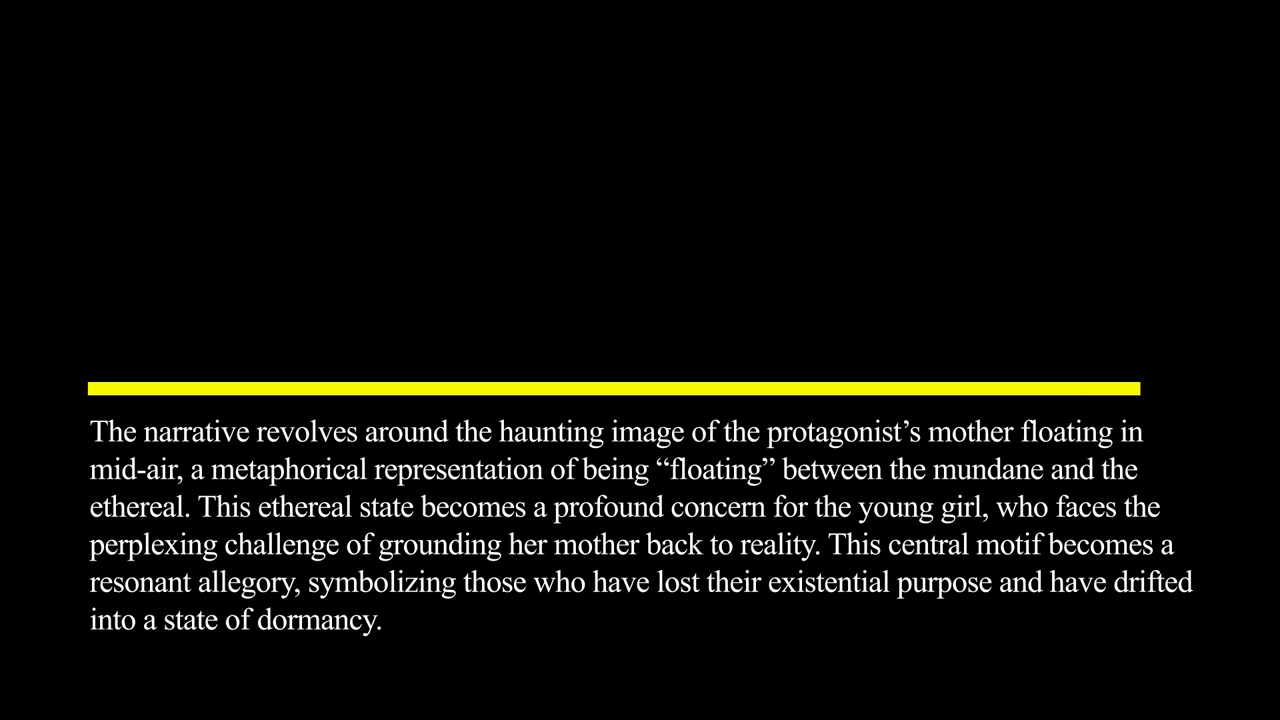 The narrative revolves around the haunting image of the protagonist’s mother floating in
mid-air, a metaphorical representation of being “floating” between the mundane and the
ethereal. This ethereal state becomes a profound concern for the young girl, who faces the
perplexing challenge of grounding her mother back to reality. This central motif becomes a
resonant allegory, symbolizing those who have lost their existential purpose and have drifted
into a state of dormancy.